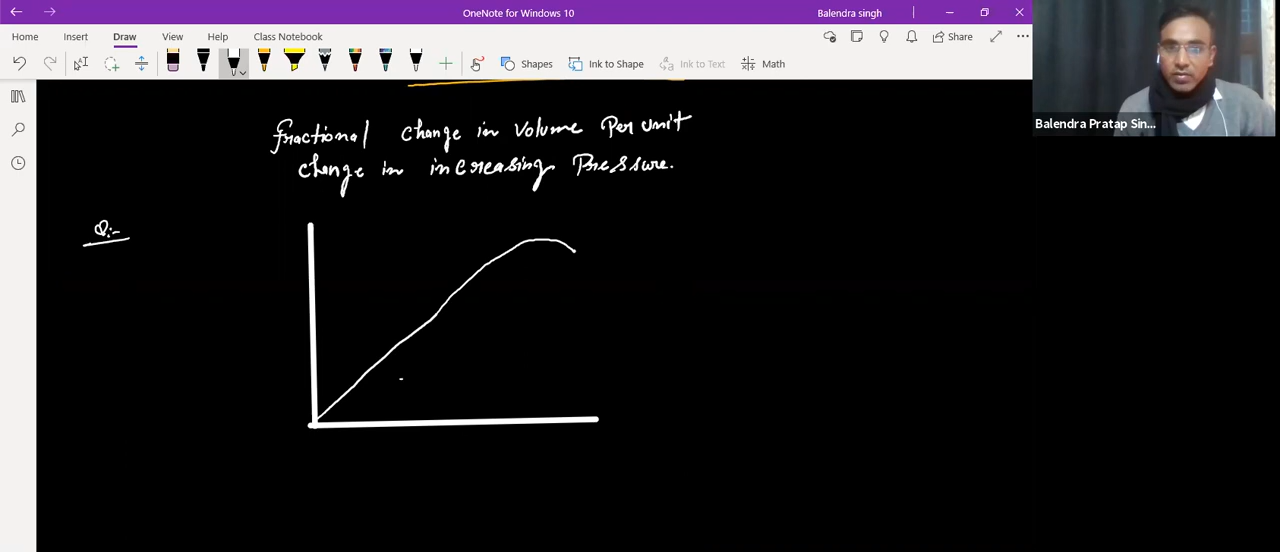 OneNote for Windows 10
Balendra singh
Home Insert Draw View Help Class Notebook
Share
Shapes Ink to Shape Ink to Text Math
Balendra Pratap Sin...
fractional change in volume Per unit
change in increasing Pressure.
Q:-